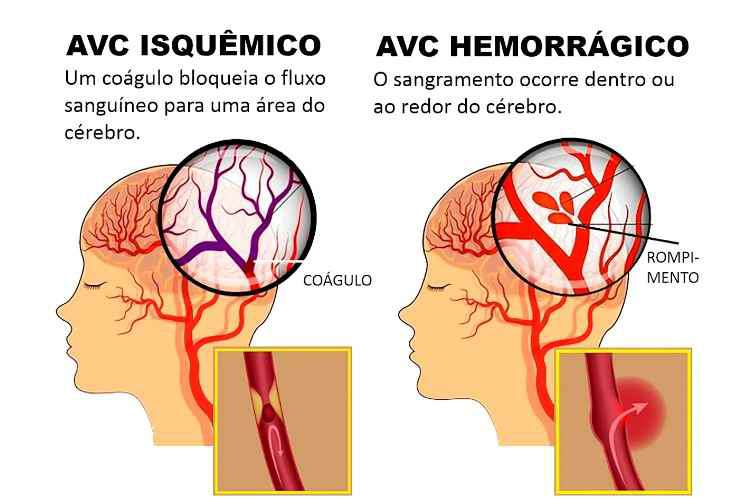 AVC ISQUÊMICO
Um coágulo bloqueia o fluxo
sanguíneo para uma área do
cérebro.
COÁGULO
AVC HEMORRÁGICO
O sangramento ocorre dentro ou
ao redor do cérebro.
ROMPI-
MENTO